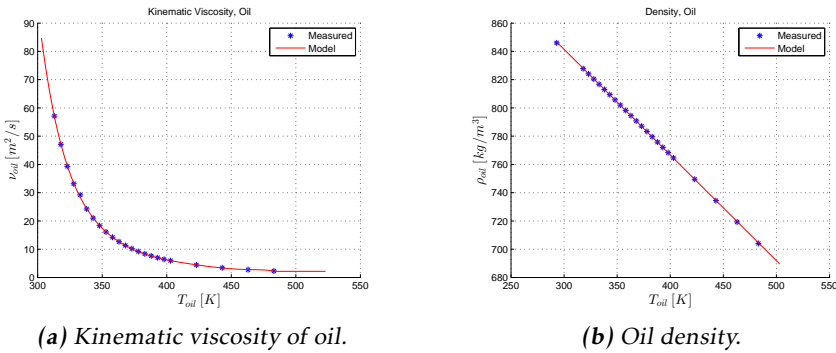 Kinematic Viscosity, Oil
Measured
Model
90
80
70
60
50
40
30
20
10
0
300
350
400
450
500
550
ν_oil [m^2/s]
T_oil [K]
(a) Kinematic viscosity of oil.
Density, Oil
Measured
Model
860
840
820
800
780
760
740
720
700
680
250
300
350
400
450
500
550
ρ_oil [kg/m^3]
T_oil [K]
(b) Oil density.